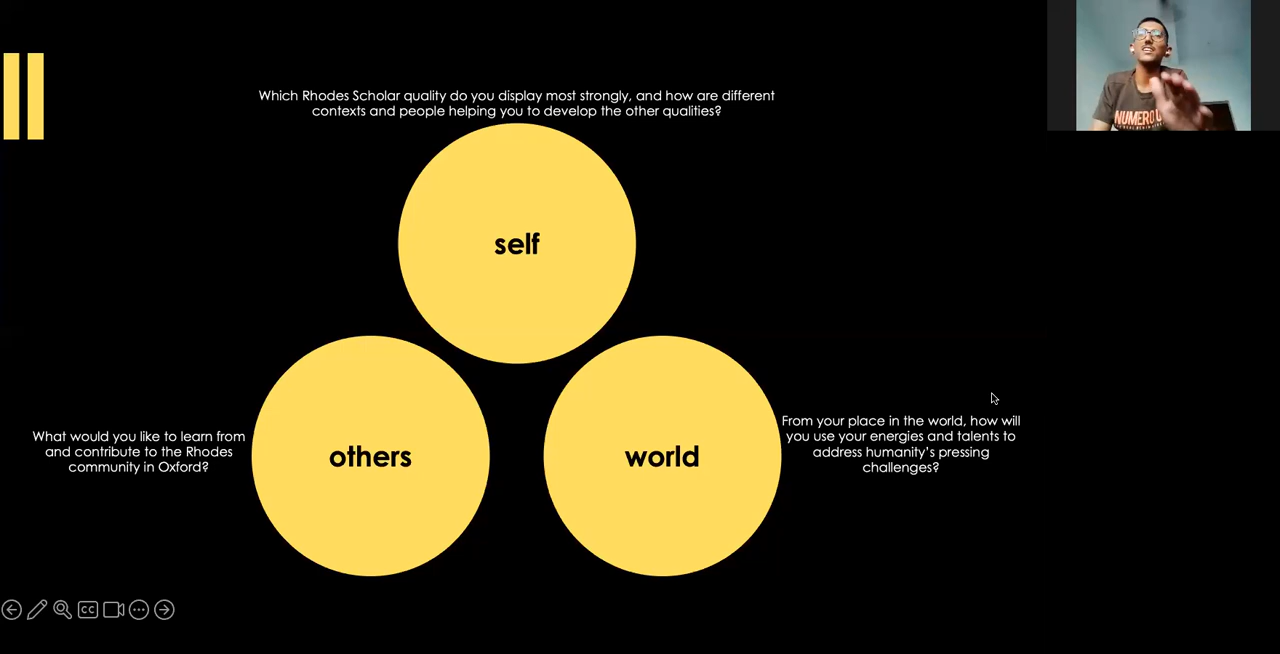 Which Rhodes Scholar quality do you display most strongly, and how are different
contexts and people helping you to develop the other qualities?
self
What would you like to learn from
and contribute to the Rhodes
community in Oxford?
others
world
From your place in the world, how will
you use your energies and talents to
address humanity's pressing
challenges?
CC